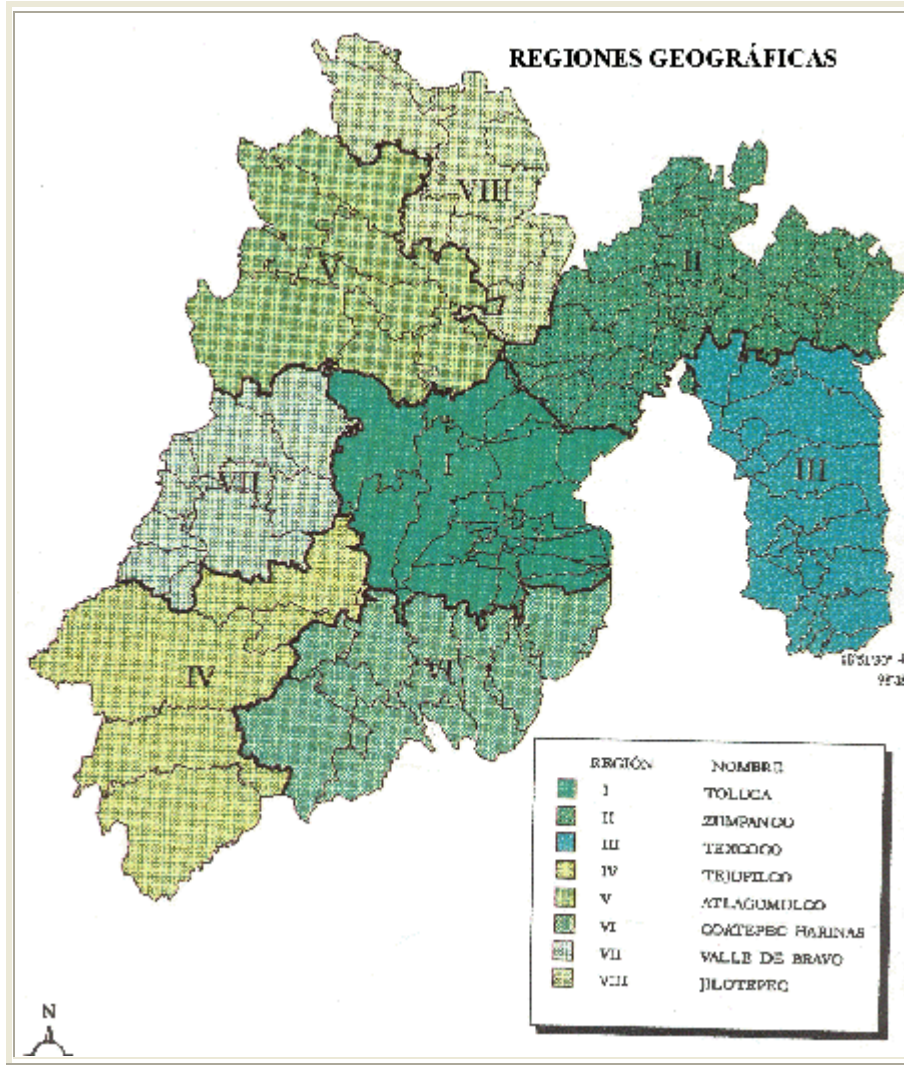 REGIONES GEOGRÁFICAS
VIII
II
V
I
VII
III
IV
VI
REGIÓN NOMBRE
I TOLUCA
II ZUMPANGO
III TEXCOCO
IV TEJUPILCO
V ATLACOMULCO
VI COATEPEC HARINAS
VII VALLE DE BRAVO
VIII JILOTEPEC
N